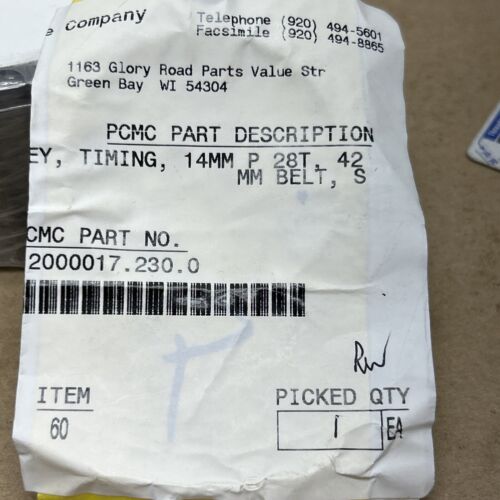 e Company
Telephone (920) 494-5601
Facsimile (920) 494-8865
1163 Glory Road Parts Value Str
Green Bay WI 54304
PCMC PART DESCRIPTION
EY, TIMING, 14MM P 28T, 42
MM BELT, S
CMC PART NO.
2000017.230.0
RW
ITEM
60
PICKED QTY
1 EA